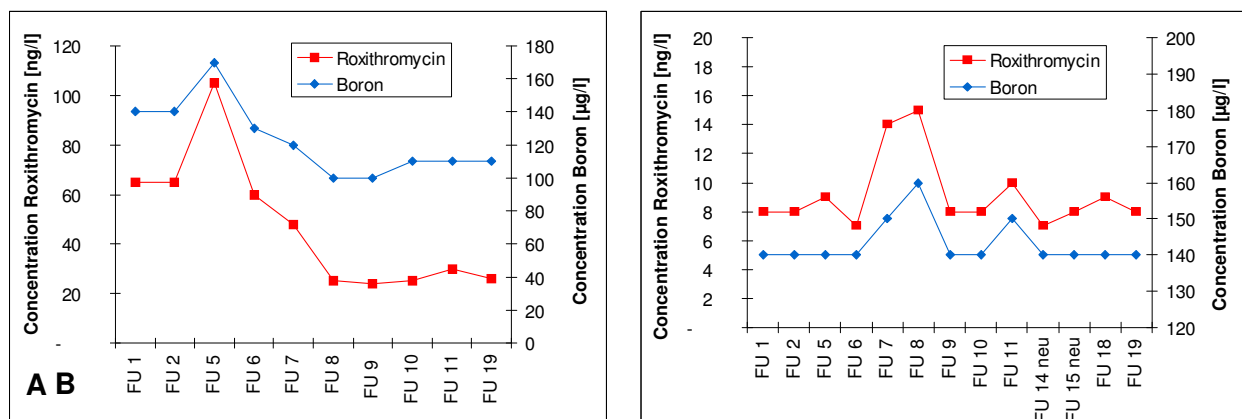 Concentration Roxithromycin [ng/l]
120
100
80
60
40
20
-
Roxithromycin
Boron
180
160
140
120
100
80
60
40
20
0
Concentration Boron [µg/l]
FU 1
FU 2
FU 5
FU 6
FU 7
FU 8
FU 9
FU 10
FU 11
FU 19
A B
Concentration Roxithromycin [ng/l]
20
18
16
14
12
10
8
6
4
2
-
Roxithromycin
Boron
200
190
180
170
160
150
140
130
120
Concentration Boron [µg/l]
FU 1
FU 2
FU 5
FU 6
FU 7
FU 8
FU 9
FU 10
FU 11
FU 14 neu
FU 15 neu
FU 18
FU 19